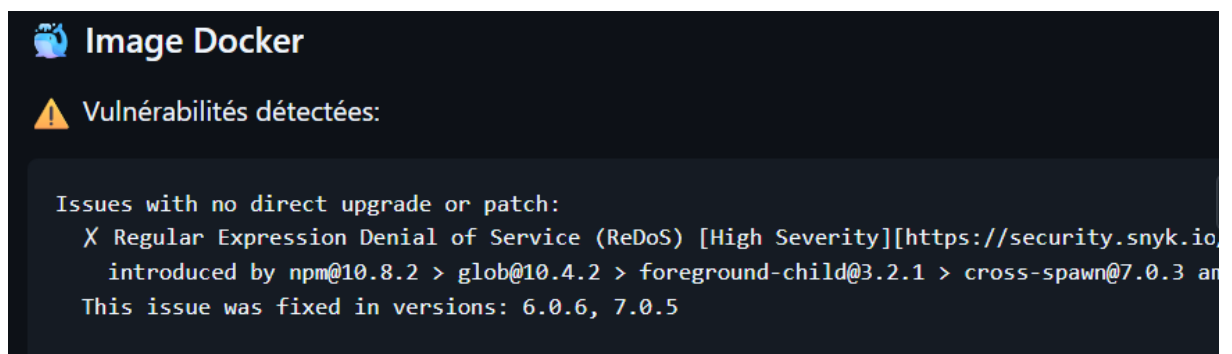 Image Docker
Vulnérabilités détectées:
Issues with no direct upgrade or patch:
✗ Regular Expression Denial of Service (ReDoS) [High Severity][https://security.snyk.io/
introduced by npm@10.8.2 > glob@10.4.2 > foreground-child@3.2.1 > cross-spawn@7.0.3 an
This issue was fixed in versions: 6.0.6, 7.0.5